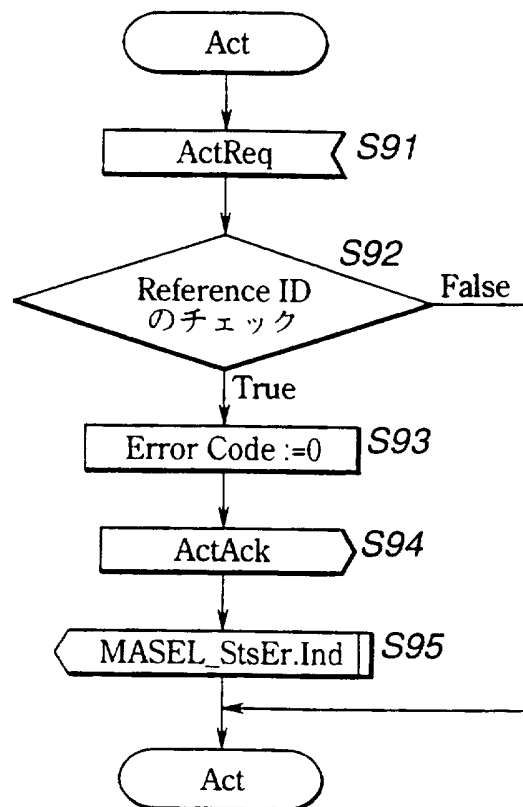 Act
ActReq
S91
S92
Reference ID
のチェック
False
True
Error Code :=0
S93
ActAck
S94
MASEL_StsEr.Ind
S95
Act